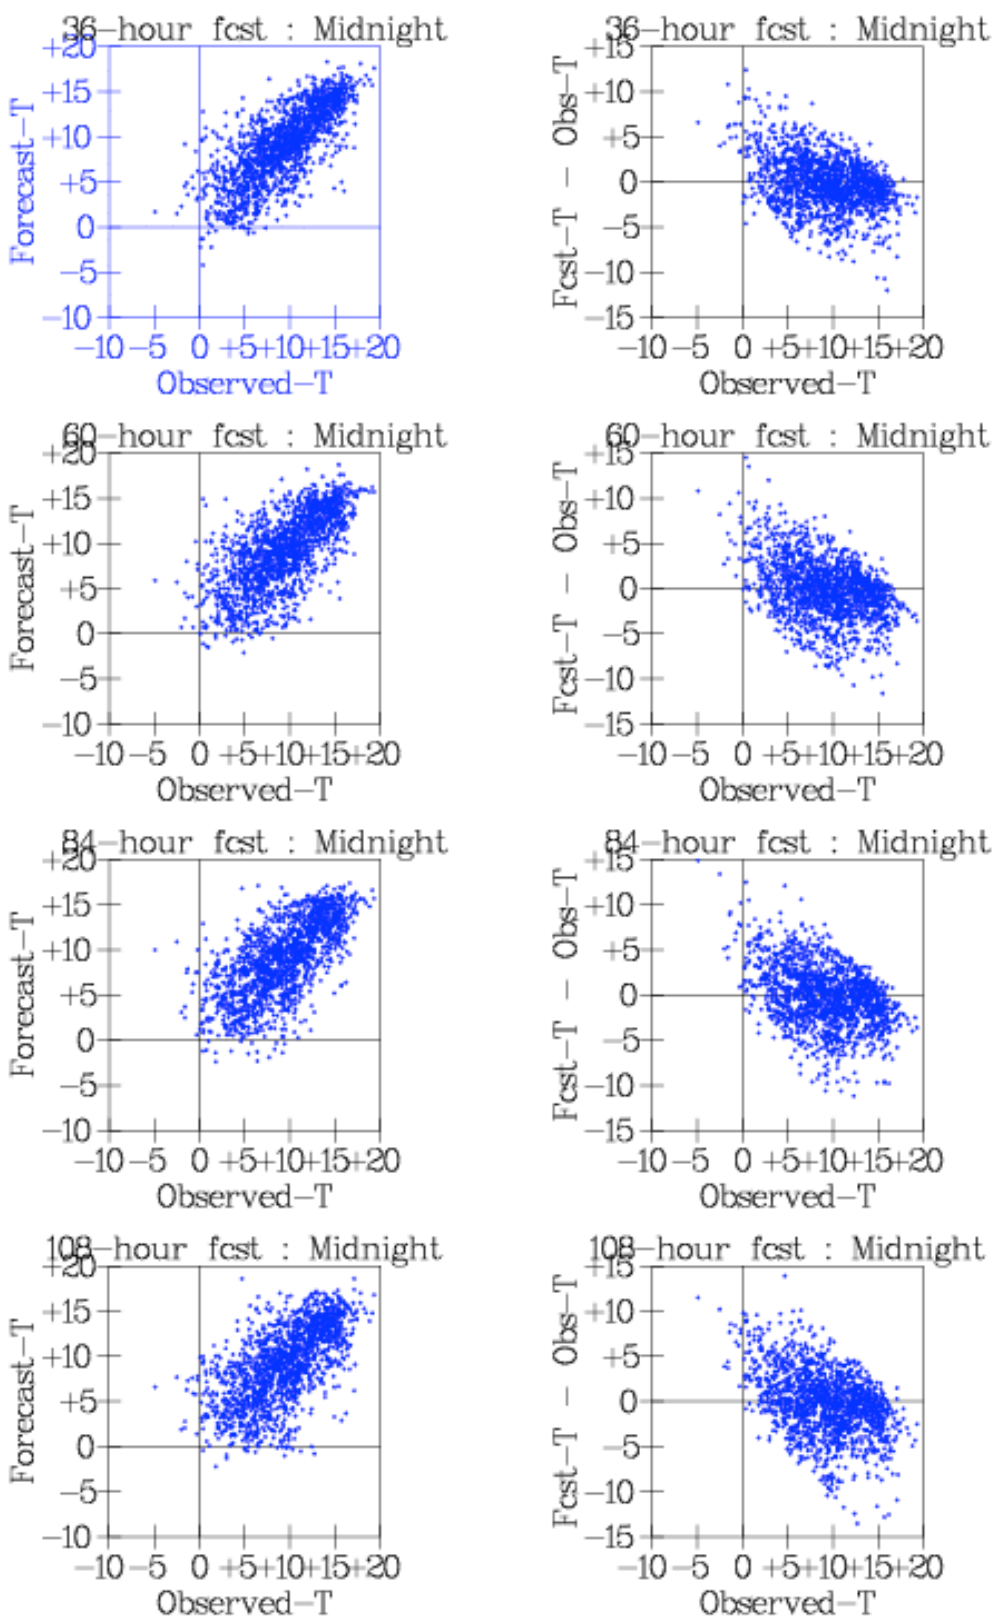 36-hour fcst : Midnight
Forecast-T
+20
+15
+10
+5
0
-5
-10
-10 -5 0 +5 +10 +15 +20
Observed-T
36-hour fcst : Midnight
Fcst-T - Obs-T
+15
+10
+5
0
-5
-10
-15
-10 -5 0 +5 +10 +15 +20
Observed-T
60-hour fcst : Midnight
Forecast-T
+20
+15
+10
+5
0
-5
-10
-10 -5 0 +5 +10 +15 +20
Observed-T
60-hour fcst : Midnight
Fcst-T - Obs-T
+15
+10
+5
0
-5
-10
-15
-10 -5 0 +5 +10 +15 +20
Observed-T
84-hour fcst : Midnight
Forecast-T
+20
+15
+10
+5
0
-5
-10
-10 -5 0 +5 +10 +15 +20
Observed-T
84-hour fcst : Midnight
Fcst-T - Obs-T
+15
+10
+5
0
-5
-10
-15
-10 -5 0 +5 +10 +15 +20
Observed-T
108-hour fcst : Midnight
Forecast-T
+20
+15
+10
+5
0
-5
-10
-10 -5 0 +5 +10 +15 +20
Observed-T
108-hour fcst : Midnight
Fcst-T - Obs-T
+15
+10
+5
0
-5
-10
-15
-10 -5 0 +5 +10 +15 +20
Observed-T